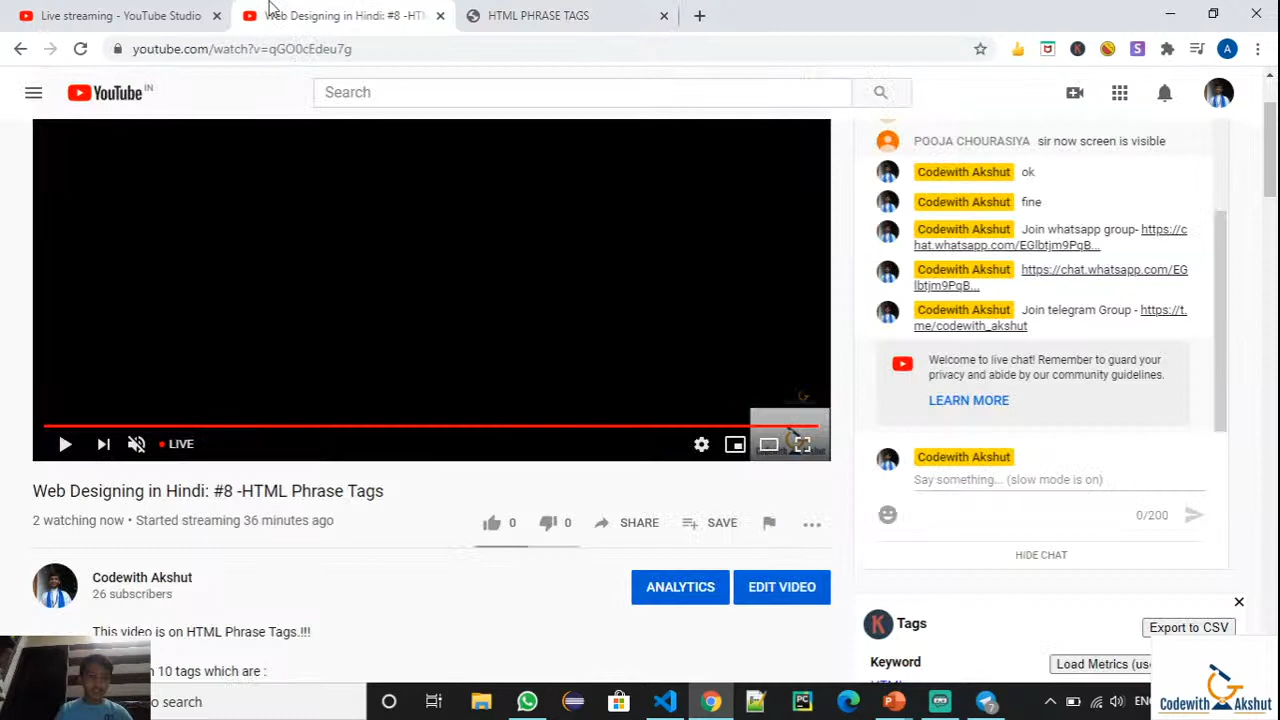 Live streaming - YouTube Studio
Web Designing in Hindi: #8 -HTM
HTML PHRASE TAGS
youtube.com/watch?v=qGO0cEdeu7g
A
YouTube IN
Search
POOJA CHOURASIYA sir now screen is visible
Codewith Akshut ok
Codewith Akshut fine
Codewith Akshut Join whatsapp group- https://c
hat.whatsapp.com/EGlbtjm9PqB...
Codewith Akshut https://chat.whatsapp.com/EG
lbtjm9PqB...
Codewith Akshut Join telegram Group - https://t.
me/codewith_akshut
Welcome to live chat! Remember to guard your
privacy and abide by our community guidelines.
LEARN MORE
LIVE
Codewith Akshut
Say something... (slow mode is on)
0/200
HIDE CHAT
Web Designing in Hindi: #8 -HTML Phrase Tags
2 watching now • Started streaming 36 minutes ago
0 0 SHARE SAVE
Codewith Akshut
26 subscribers
ANALYTICS EDIT VIDEO
This video is on HTML Phrase Tags.!!!
10 tags which are :
K Tags
Export to CSV
Keyword
Load Metrics (us
o search
Codewith Akshut